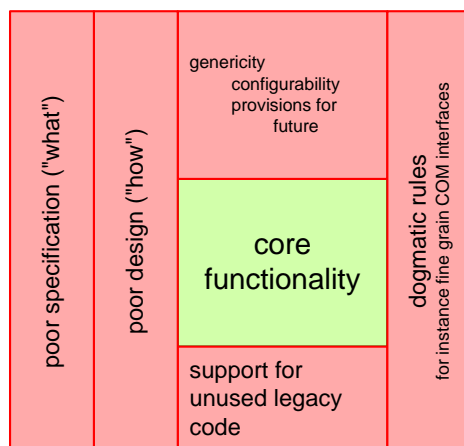 poor specification ("what")
poor design ("how")
genericity
configurability
provisions for
future
core
functionality
support for
unused legacy
code
dogmatic rules
for instance fine grain COM interfaces